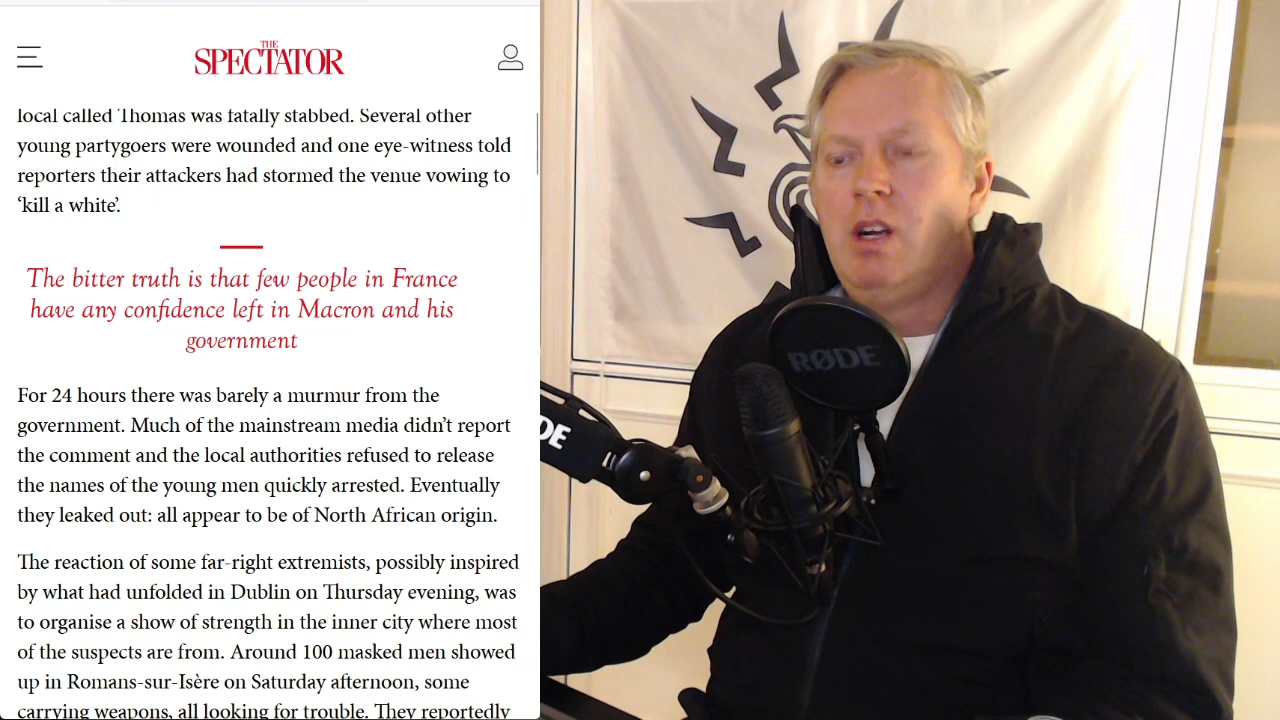 THE
SPECTATOR
local called Thomas was fatally stabbed. Several other
young partygoers were wounded and one eye-witness told
reporters their attackers had stormed the venue vowing to
‘kill a white’.
The bitter truth is that few people in France
have any confidence left in Macron and his
government
For 24 hours there was barely a murmur from the
government. Much of the mainstream media didn’t report
the comment and the local authorities refused to release
the names of the young men quickly arrested. Eventually
they leaked out: all appear to be of North African origin.
The reaction of some far-right extremists, possibly inspired
by what had unfolded in Dublin on Thursday evening, was
to organise a show of strength in the inner city where most
of the suspects are from. Around 100 masked men showed
up in Romans-sur-Isère on Saturday afternoon, some
carrying weapons, all looking for trouble. They reportedly
RØDE
DE